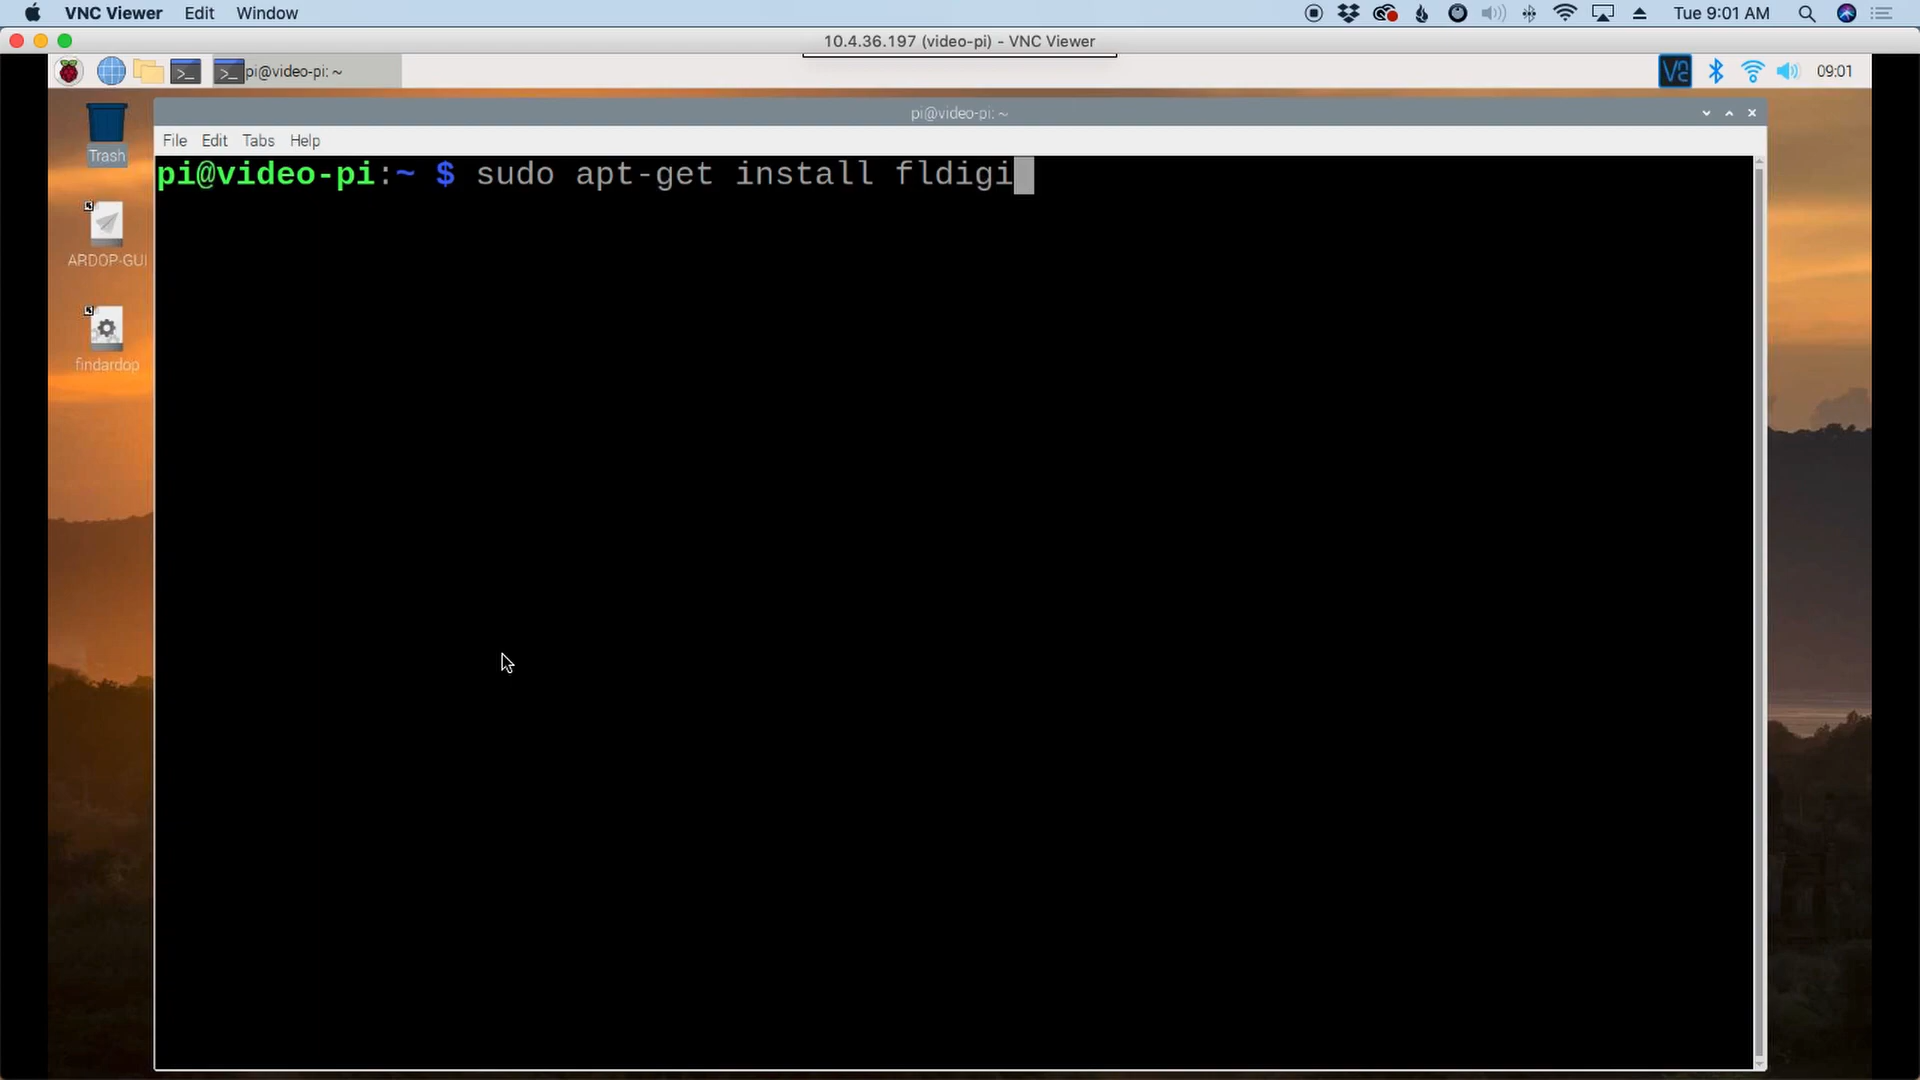 VNC Viewer Edit Window Tue 9:01 AM
10.4.36.197 (video-pi) - VNC Viewer
pi@video-pi: ~ 09:01
pi@video-pi: ~
File Edit Tabs Help
pi@video-pi:~ $ sudo apt-get install fldigi
Trash
ARDOP-GUI
findardop